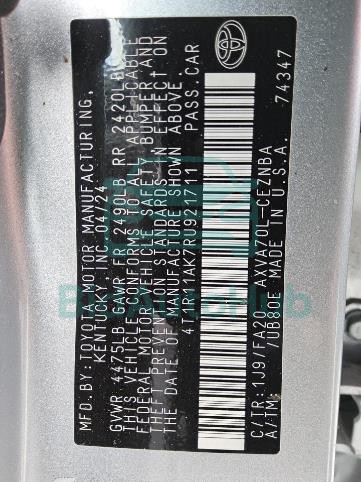 MFD. BY: TOYOTA MOTOR MANUFACTURING,
KENTUCKY, INC. 04/24
GVWR 4475LB GAWR FR 2490LB RR 2420LB
THIS VEHICLE CONFORMS TO ALL APPLICABLE
FEDERAL MOTOR VEHICLE SAFETY, BUMPER AND
THEFT PREVENTION STANDARDS IN EFFECT ON
THE DATE OF MANUFACTURE SHOWN ABOVE.
4T1M11AK7RU921711 PASS. CAR
C/TR: 1J9/FA20 AXVA70L-CEZNBA
A/TM: /UB80E MADE IN U.S.A. 74347